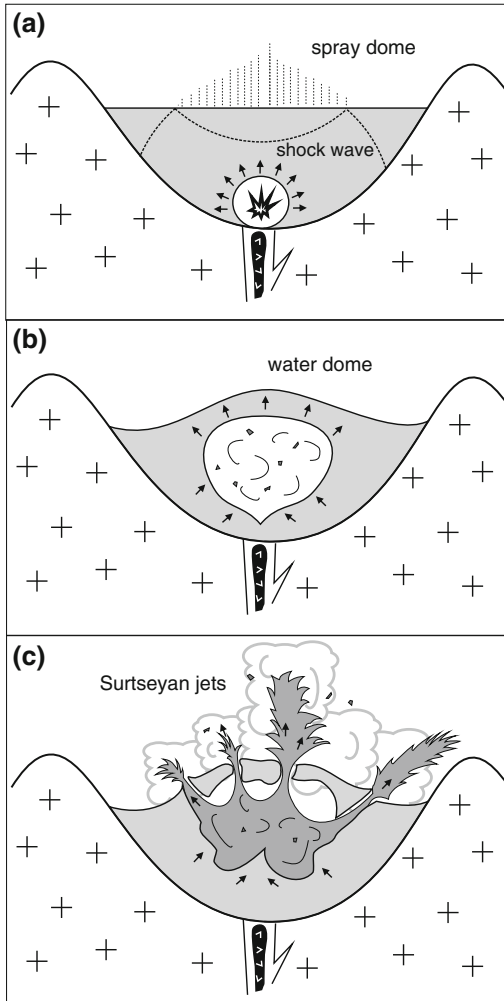 (a)
spray dome
shock wave
(b)
water dome
(c)
Surtseyan jets